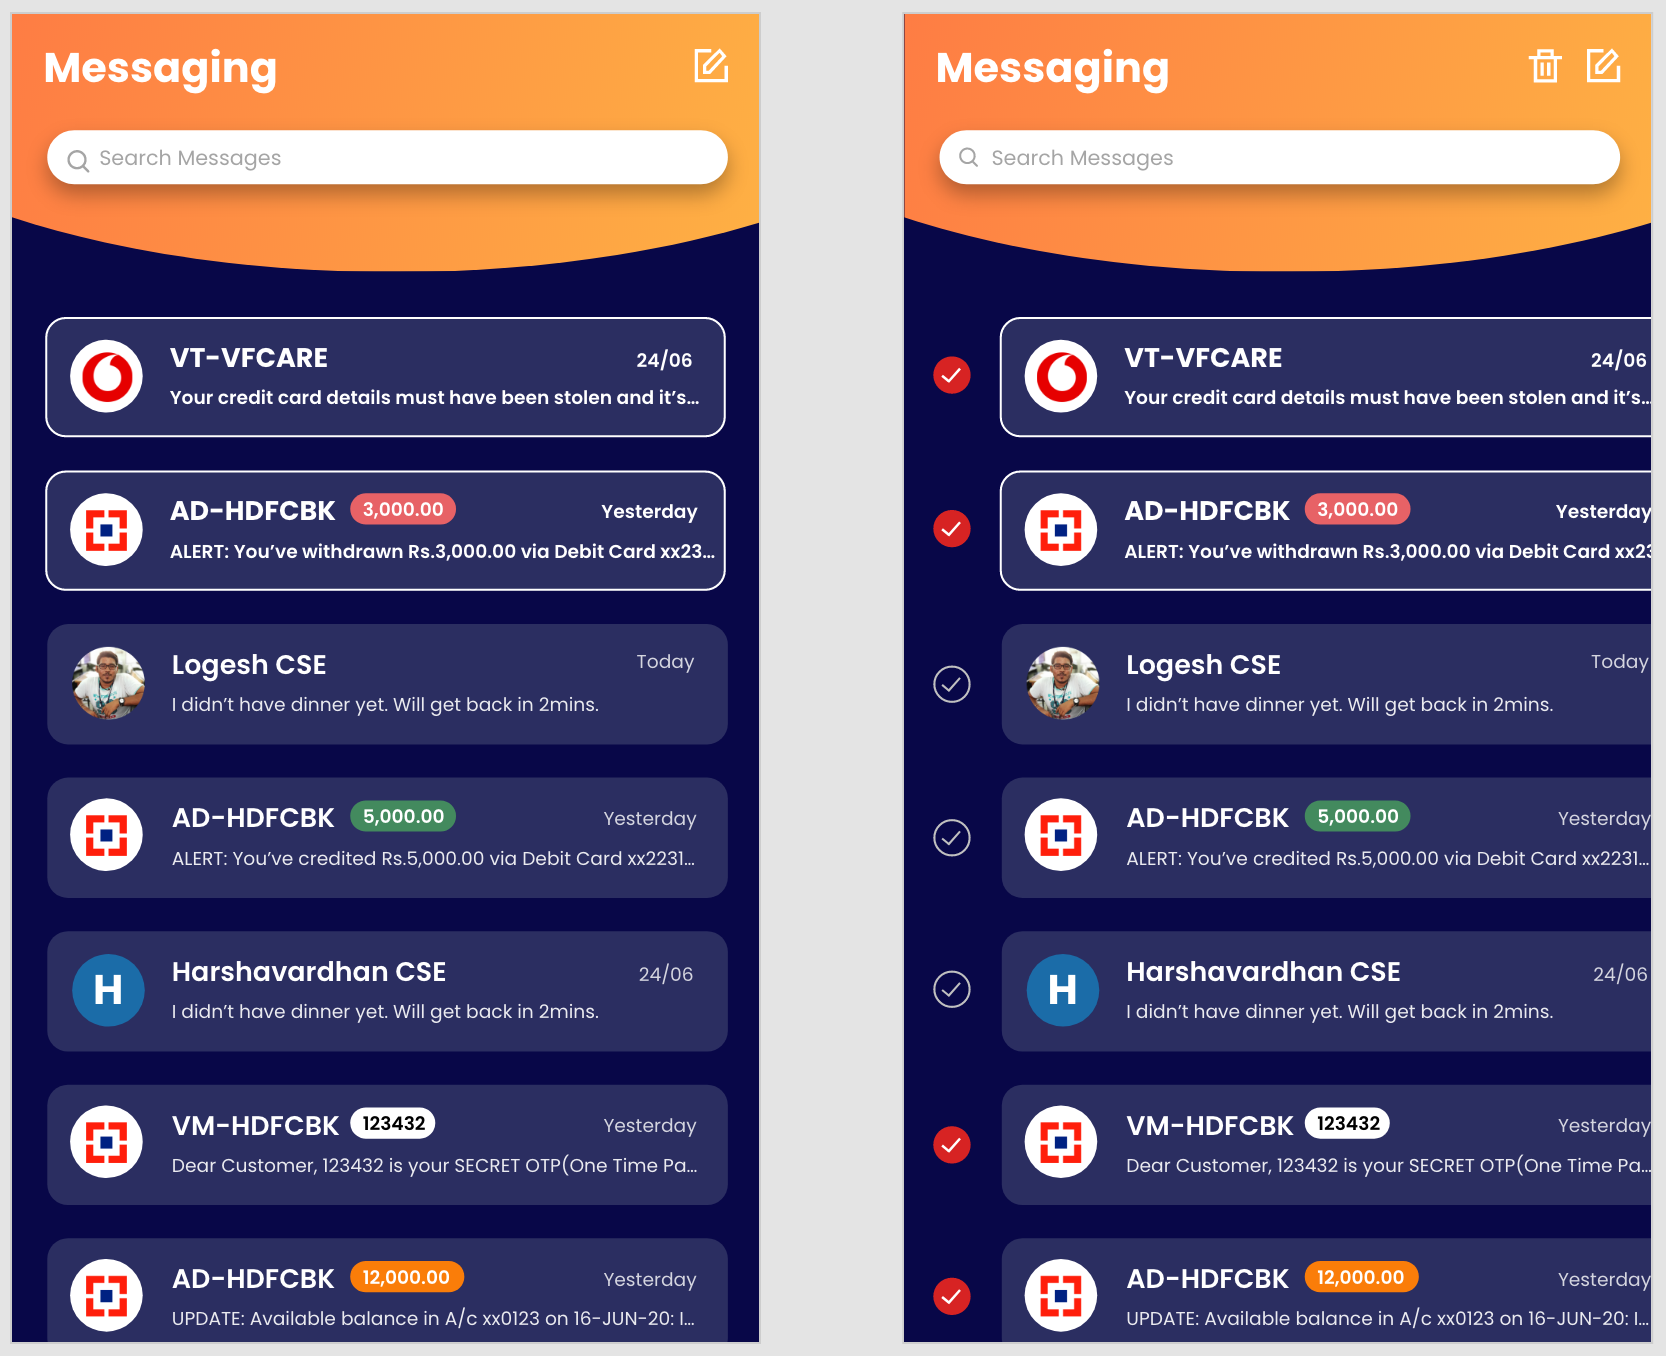 Messaging
Search Messages
VT-VFCARE
24/06
Your credit card details must have been stolen and it’s...
AD-HDFCBK 3,000.00
Yesterday
ALERT: You’ve withdrawn Rs.3,000.00 via Debit Card xx23...
Logesh CSE
Today
I didn’t have dinner yet. Will get back in 2mins.
AD-HDFCBK 5,000.00
Yesterday
ALERT: You’ve credited Rs.5,000.00 via Debit Card xx2231...
H
Harshavardhan CSE
24/06
I didn’t have dinner yet. Will get back in 2mins.
VM-HDFCBK 123432
Yesterday
Dear Customer, 123432 is your SECRET OTP(One Time Pa...
AD-HDFCBK 12,000.00
Yesterday
UPDATE: Available balance in A/c xx0123 on 16-JUN-20: I...
Messaging
Search Messages
VT-VFCARE
24/06
Your credit card details must have been stolen and it’s...
AD-HDFCBK 3,000.00
Yesterday
ALERT: You’ve withdrawn Rs.3,000.00 via Debit Card xx23
Logesh CSE
Today
I didn’t have dinner yet. Will get back in 2mins.
AD-HDFCBK 5,000.00
Yesterday
ALERT: You’ve credited Rs.5,000.00 via Debit Card xx2231...
H
Harshavardhan CSE
24/06
I didn’t have dinner yet. Will get back in 2mins.
VM-HDFCBK 123432
Yesterday
Dear Customer, 123432 is your SECRET OTP(One Time Pa...
AD-HDFCBK 12,000.00
Yesterday
UPDATE: Available balance in A/c xx0123 on 16-JUN-20: I...